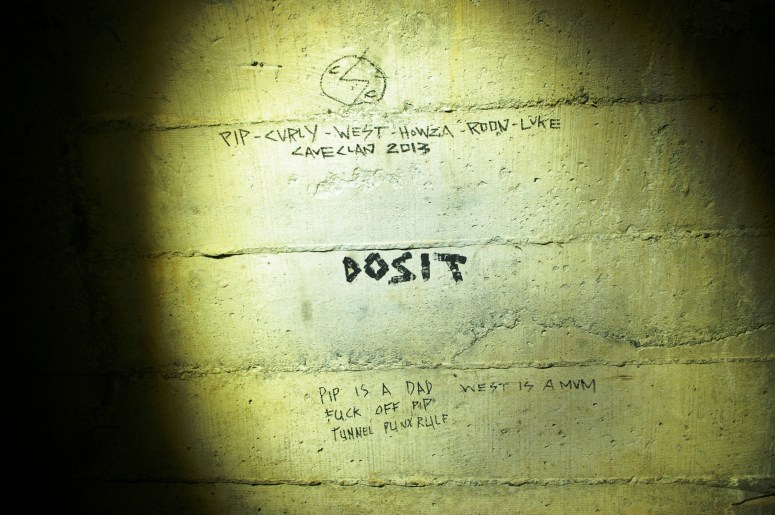 C C
PIP - CURLY - WEST - HOWZA - ROON - LUKE
CAVECLAN 2013
DOSIT
PIP IS A DAD WEST IS A MUM
FUCK OFF PIP
TUNNEL PUNX RULE